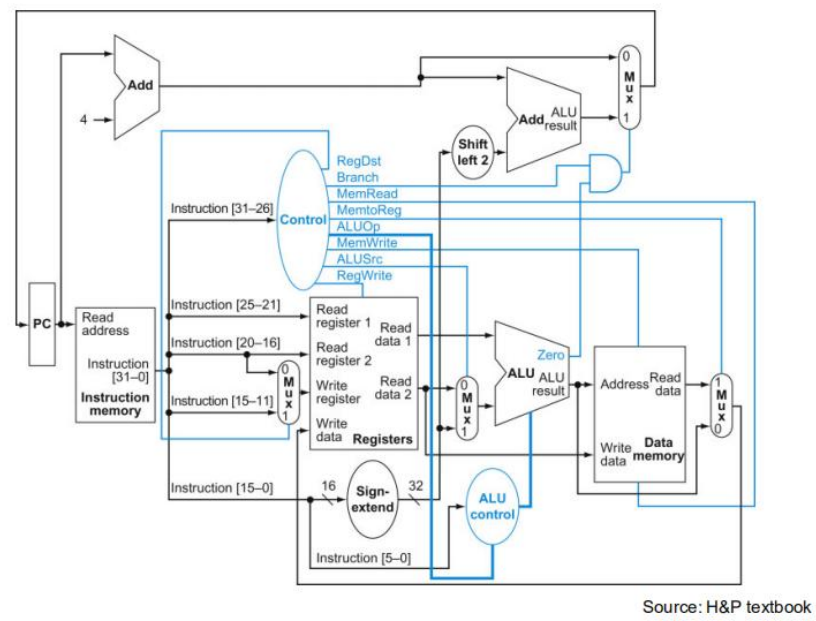 0
M
u
x
1
Add
4
Add
ALU
result
Shift
left 2
RegDst
Branch
MemRead
MemtoReg
ALUOp
MemWrite
ALUSrc
RegWrite
Control
Instruction [31–26]
Instruction [25–21]
Instruction [20–16]
Instruction [15–11]
Instruction [15–0]
Instruction [5–0]
PC
Read
address
Instruction
[31–0]
Instruction
memory
0
M
u
x
1
Read
register 1
Read
register 2
Write
register
Write
data
Read
data 1
Read
data 2
Registers
0
M
u
x
1
Zero
ALU
ALU
result
Address
Read
data
Write
data
Data
memory
1
M
u
x
0
16
Sign-
extend
32
ALU
control
Source: H&P textbook